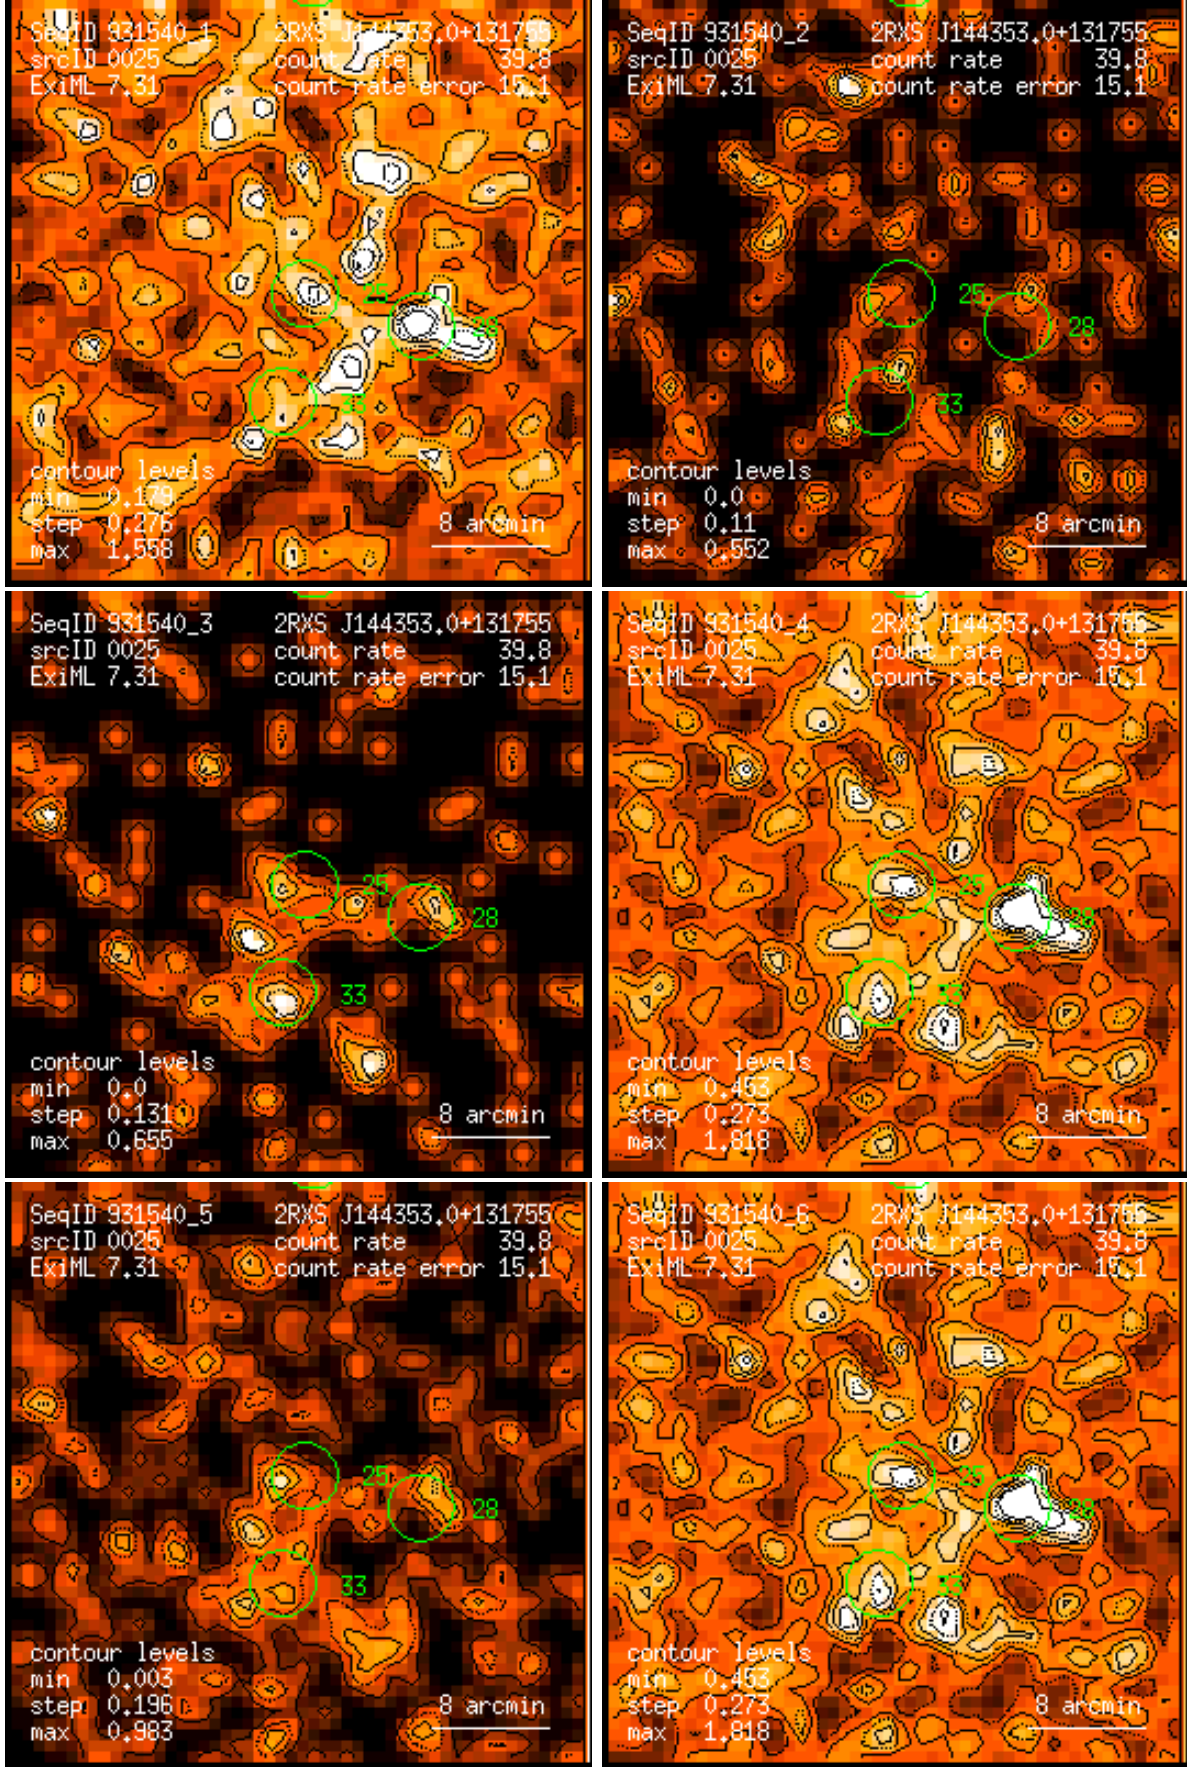 SeqID 931540_1 2RXS J144353.0+131755
srcID 0025 count rate 39.8
ExiML 7.31 count rate error 15.1
25
28
33
contour levels
min 0.179
step 0.276 8 arcmin
max 1.558
SeqID 931540_2 2RXS J144353.0+131755
srcID 0025 count rate 39.8
ExiML 7.31 count rate error 15.1
25
28
33
contour levels
min 0.0
step 0.11 8 arcmin
max 0.552
SeqID 931540_3 2RXS J144353.0+131755
srcID 0025 count rate 39.8
ExiML 7.31 count rate error 15.1
25
28
33
contour levels
min 0.0
step 0.131 8 arcmin
max 0.655
SeqID 931540_4 2RXS J144353.0+131755
srcID 0025 count rate 39.8
ExiML 7.31 count rate error 15.1
25
28
33
contour levels
min 0.453
step 0.273 8 arcmin
max 1.818
SeqID 931540_5 2RXS J144353.0+131755
srcID 0025 count rate 39.8
ExiML 7.31 count rate error 15.1
25
28
33
contour levels
min 0.003
step 0.196 8 arcmin
max 0.983
SeqID 931540_6 2RXS J144353.0+131755
srcID 0025 count rate 39.8
ExiML 7.31 count rate error 15.1
25
28
33
contour levels
min 0.453
step 0.273 8 arcmin
max 1.818